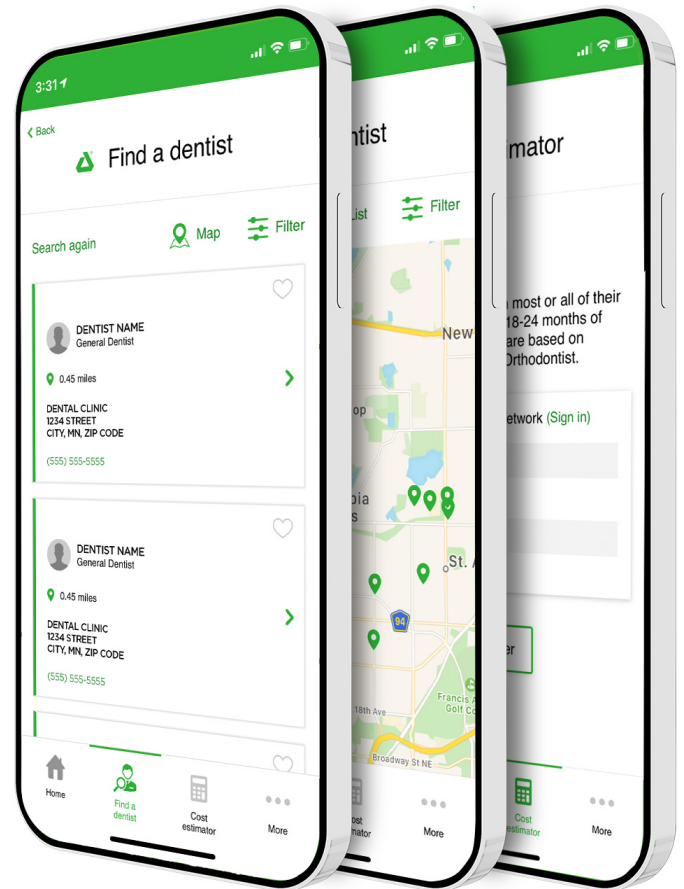 3:31
Back
Find a dentist
Search again
Map
Filter
DENTIST NAME
General Dentist
0.45 miles
DENTAL CLINIC
1234 STREET
CITY, MN, ZIP CODE
(555) 555-5555
DENTIST NAME
General Dentist
0.45 miles
DENTAL CLINIC
1234 STREET
CITY, MN, ZIP CODE
(555) 555-5555
Home
Find a
dentist
Cost
estimator
More
ntist
List
Filter
New
op
bia
s
St. A
94
18th Ave
Francis A
Golf Co
Broadway St NE
ost
mator
More
imator
most or all of their
18-24 months of
are based on
Orthodontist.
etwork (Sign in)
er
Cost
estimator
More